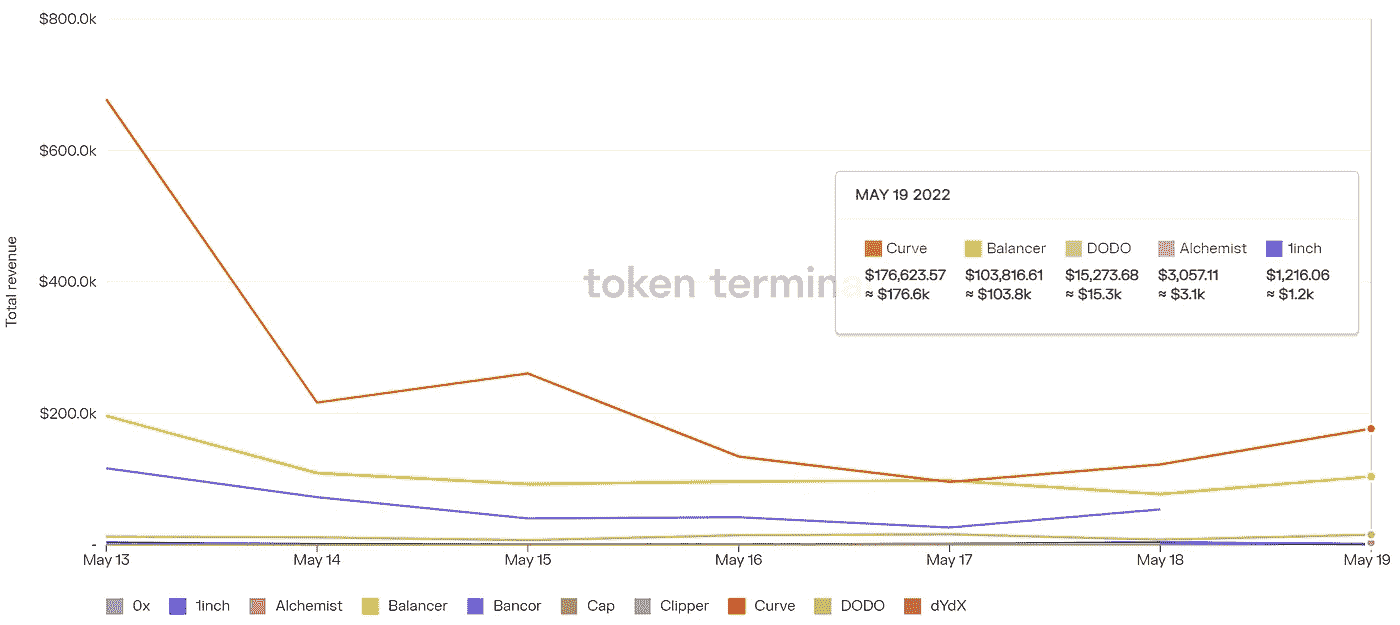 $800.0k
$600.0k
$400.0k
$200.0k
-
Total revenue
token termina
MAY 19 2022
Curve Balancer DODO Alchemist 1inch
$176,623.57 $103,816.61 $15,273.68 $3,057.11 $1,216.06
≈ $176.6k ≈ $103.8k ≈ $15.3k ≈ $3.1k ≈ $1.2k
May 13 May 14 May 15 May 16 May 17 May 18 May 19
0x 1inch Alchemist Balancer Bancor Cap Clipper Curve DODO dYdX